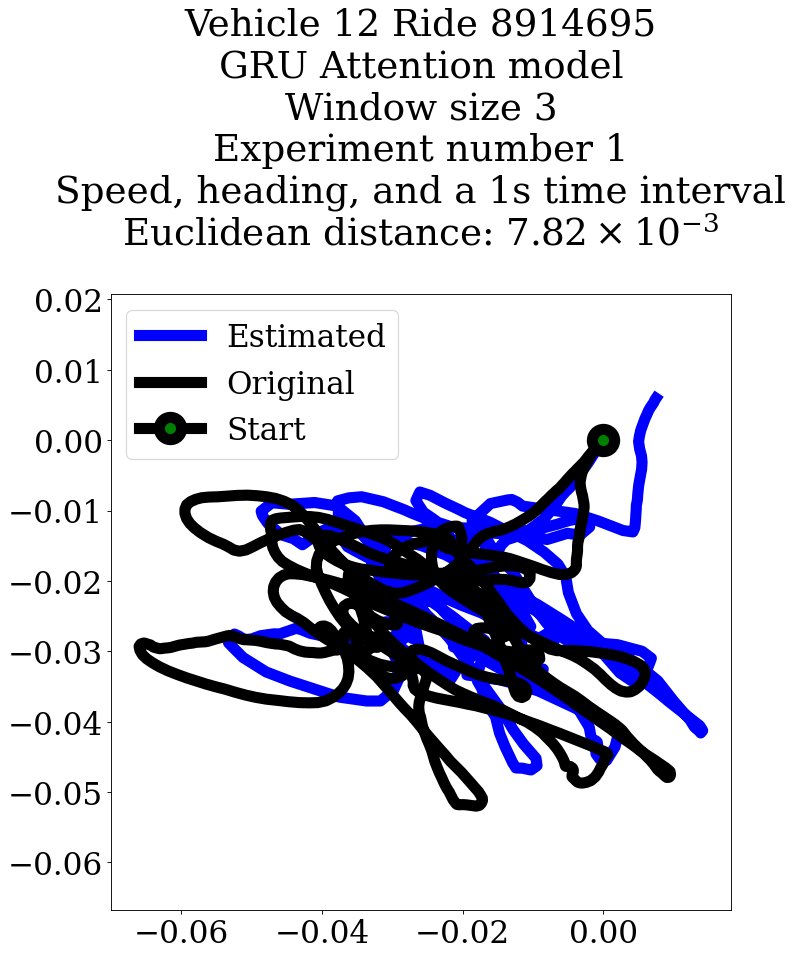 Vehicle 12 Ride 8914695
GRU Attention model
Window size 3
Experiment number 1
Speed, heading, and a 1s time interval
Euclidean distance: 7.82 × 10⁻³
Estimated
Original
Start
0.02
0.01
0.00
−0.01
−0.02
−0.03
−0.04
−0.05
−0.06
−0.06 −0.04 −0.02 0.00